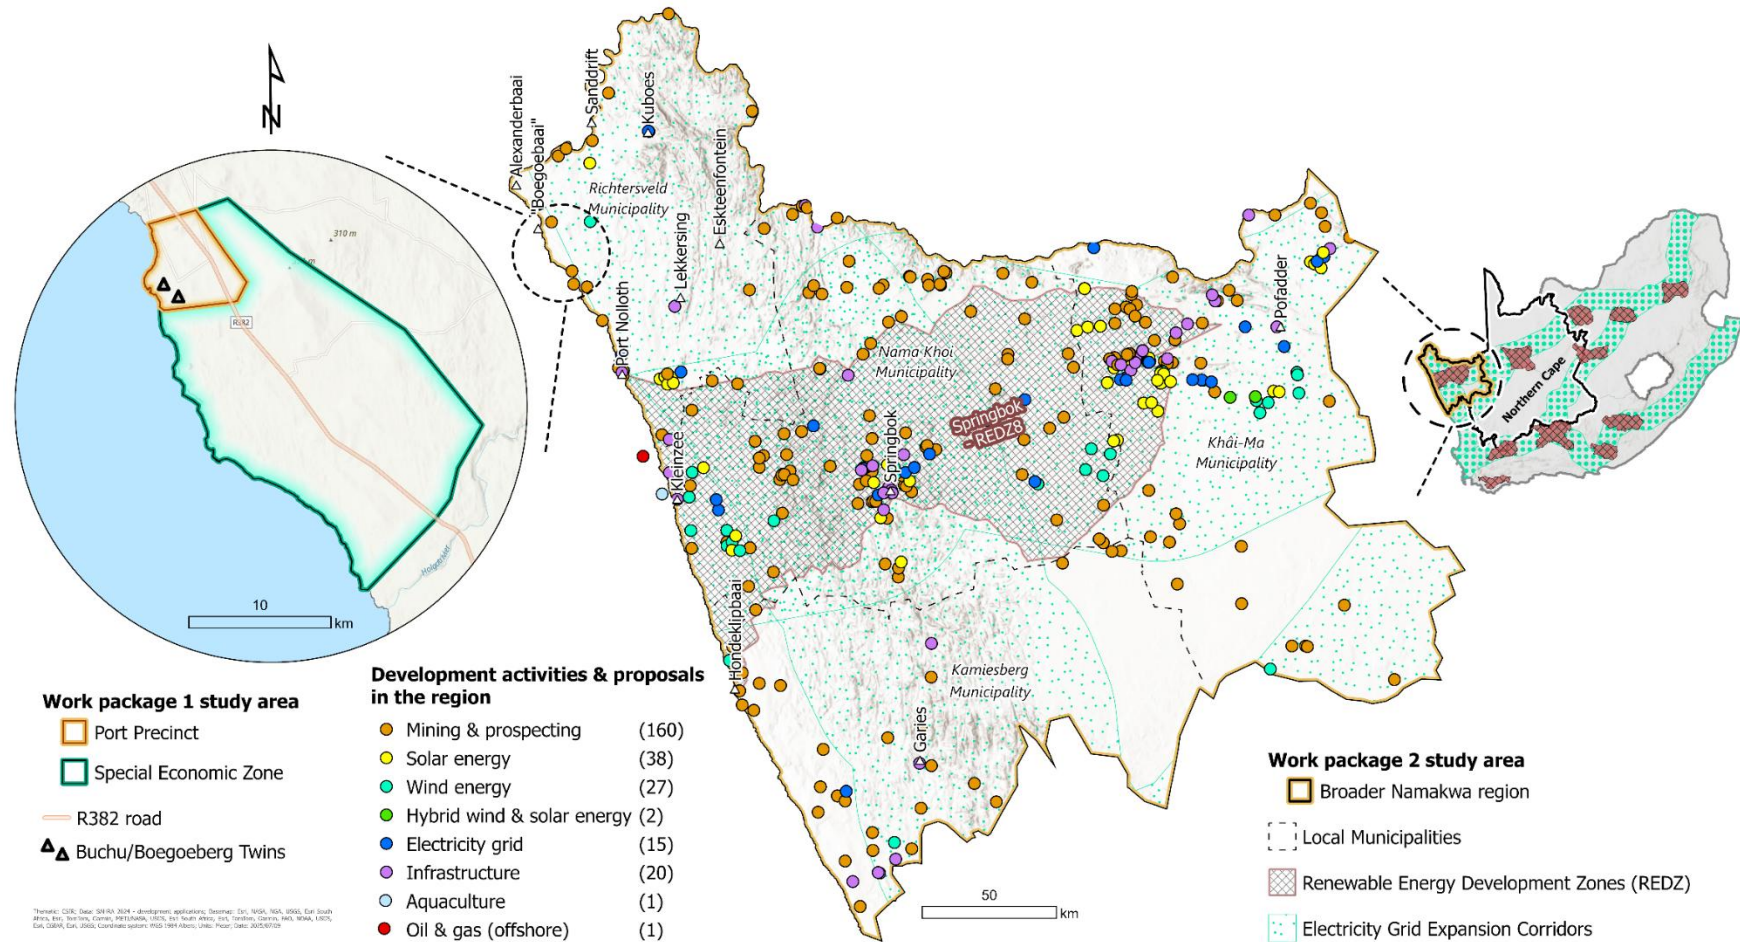 N
310 m
R382
10
km
Work package 1 study area
Port Precinct
Special Economic Zone
R382 road
Buchu/Boegoeberg Twins
Development activities & proposals
in the region
Mining & prospecting (160)
Solar energy (38)
Wind energy (27)
Hybrid wind & solar energy (2)
Electricity grid (15)
Infrastructure (20)
Aquaculture (1)
Oil & gas (offshore) (1)
Alexanderbaai
"Boegoebaai"
Sanddrift
Kuboes
Eskteenfontein
Lekkersing
Richtersveld
Municipality
Port Nolloth
Nama Khoi
Municipality
Springbok
- REDZ8
Springbok
Kleinzee
Hondeklipbaai
Pofadder
Khâi-Ma
Municipality
Kamiesberg
Municipality
Garies
50
km
Northern Cape
Work package 2 study area
Broader Namakwa region
Local Municipalities
Renewable Energy Development Zones (REDZ)
Electricity Grid Expansion Corridors